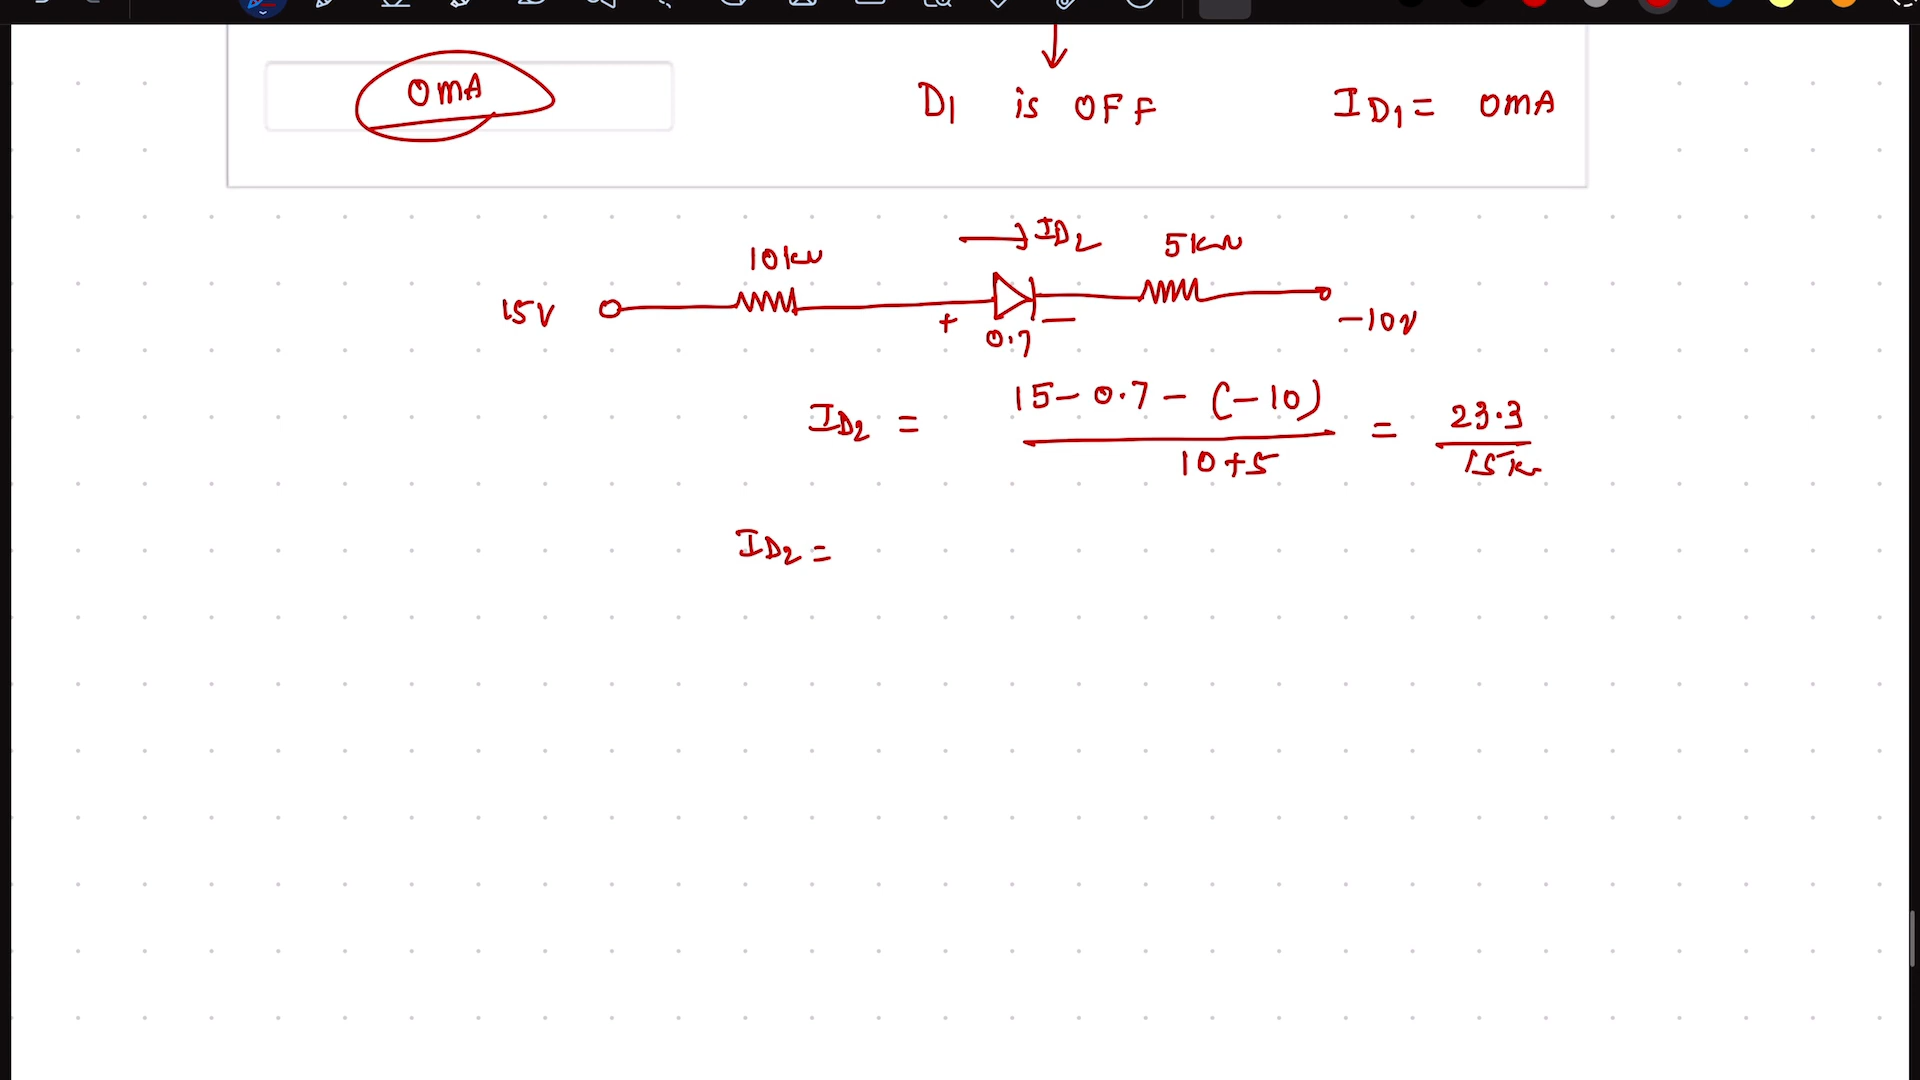 0mA
D1 is OFF ID1= 0mA
10kΩ → ID2 5kΩ
15V + 0.7 − −10V
ID2 = 15− 0.7 − (−10) / 10+5 = 23.3 / 15k
ID2 =